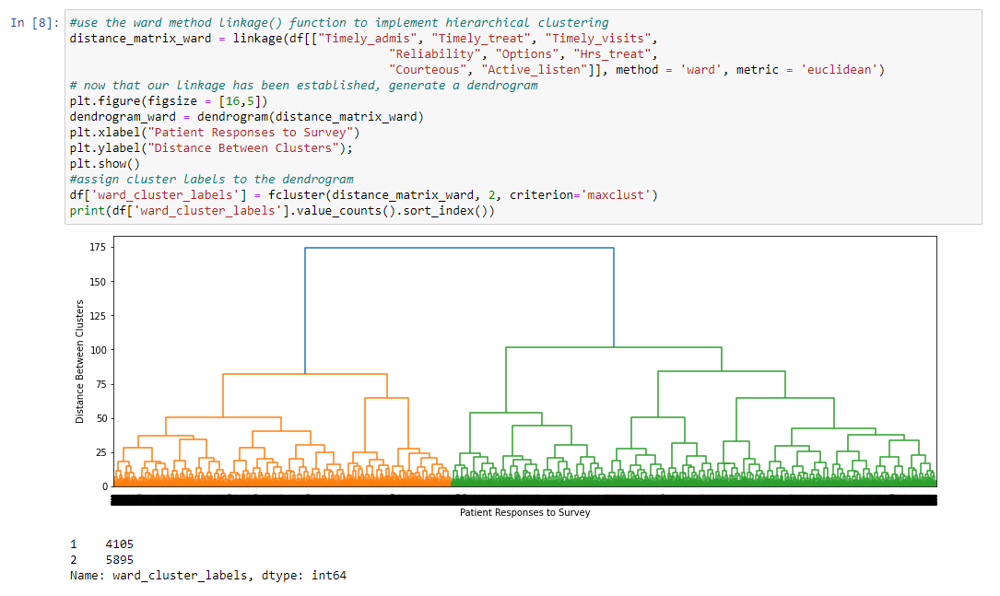 In [8]: #use the ward method linkage() function to implement hierarchical clustering
distance_matrix_ward = linkage(df[["Timely_admis", "Timely_treat", "Timely_visits",
"Reliability", "Options", "Hrs_treat",
"Courteous", "Active_listen"]], method = 'ward', metric = 'euclidean')
# now that our linkage has been established, generate a dendrogram
plt.figure(figsize = [16,5])
dendrogram_ward = dendrogram(distance_matrix_ward)
plt.xlabel("Patient Responses to Survey")
plt.ylabel("Distance Between Clusters");
plt.show()
#assign cluster labels to the dendrogram
df['ward_cluster_labels'] = fcluster(distance_matrix_ward, 2, criterion='maxclust')
print(df['ward_cluster_labels'].value_counts().sort_index())
175
150
125
100
75
50
25
0
Distance Between Clusters
Patient Responses to Survey
1 4105
2 5895
Name: ward_cluster_labels, dtype: int64